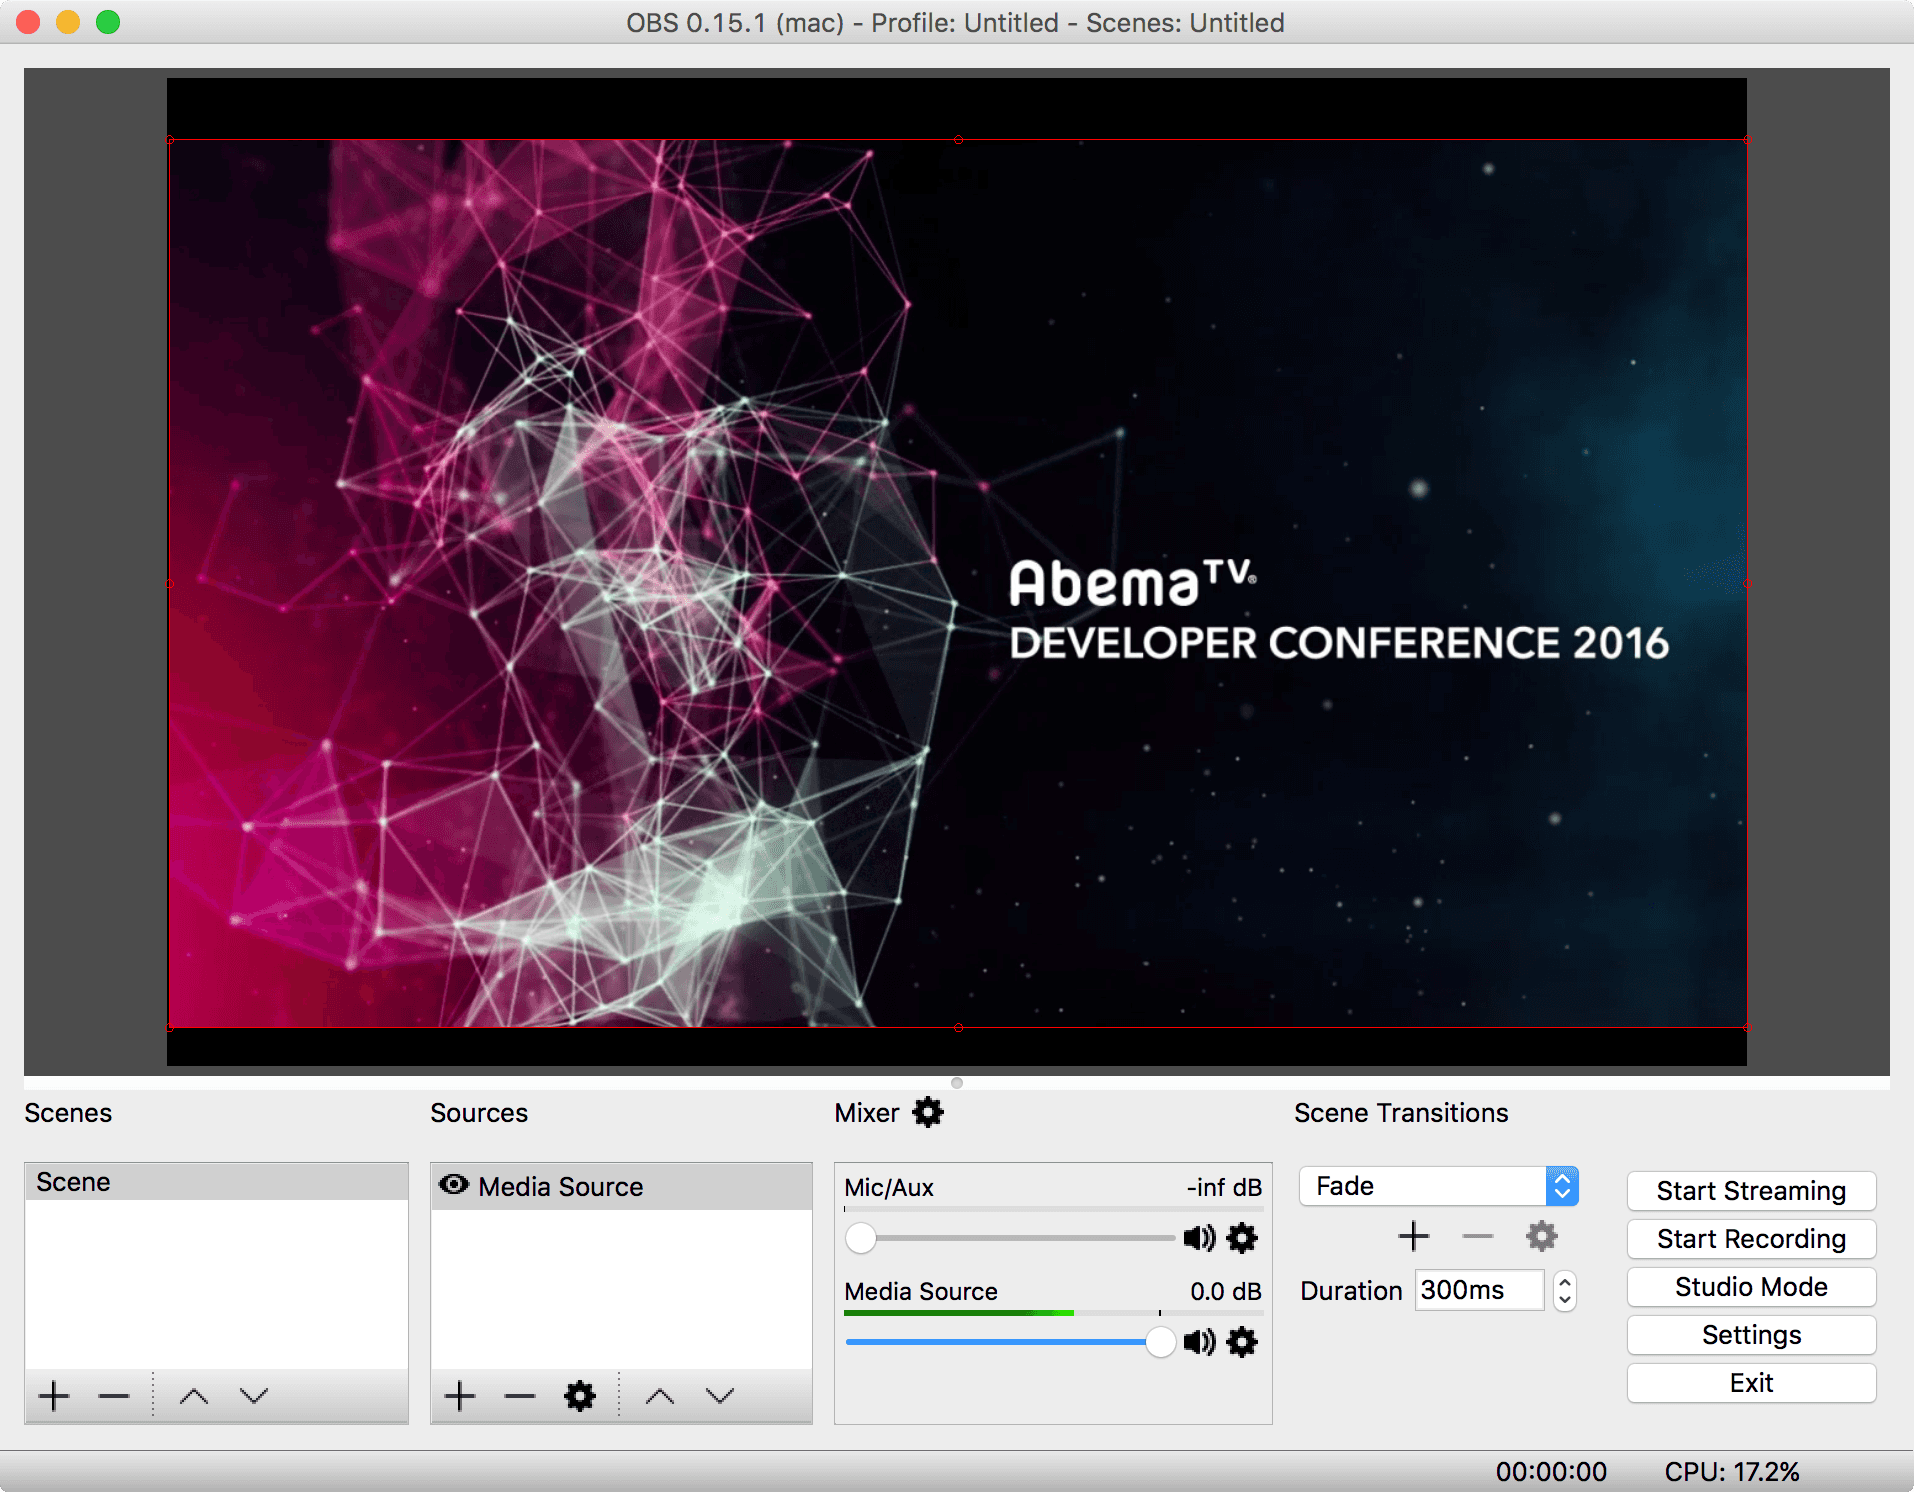 OBS 0.15.1 (mac) - Profile: Untitled - Scenes: Untitled
AbemaTV®
DEVELOPER CONFERENCE 2016
Scenes
Scene
Sources
Media Source
Mixer
Mic/Aux -inf dB
Media Source 0.0 dB
Scene Transitions
Fade
Duration 300ms
Start Streaming
Start Recording
Studio Mode
Settings
Exit
00:00:00 CPU: 17.2%